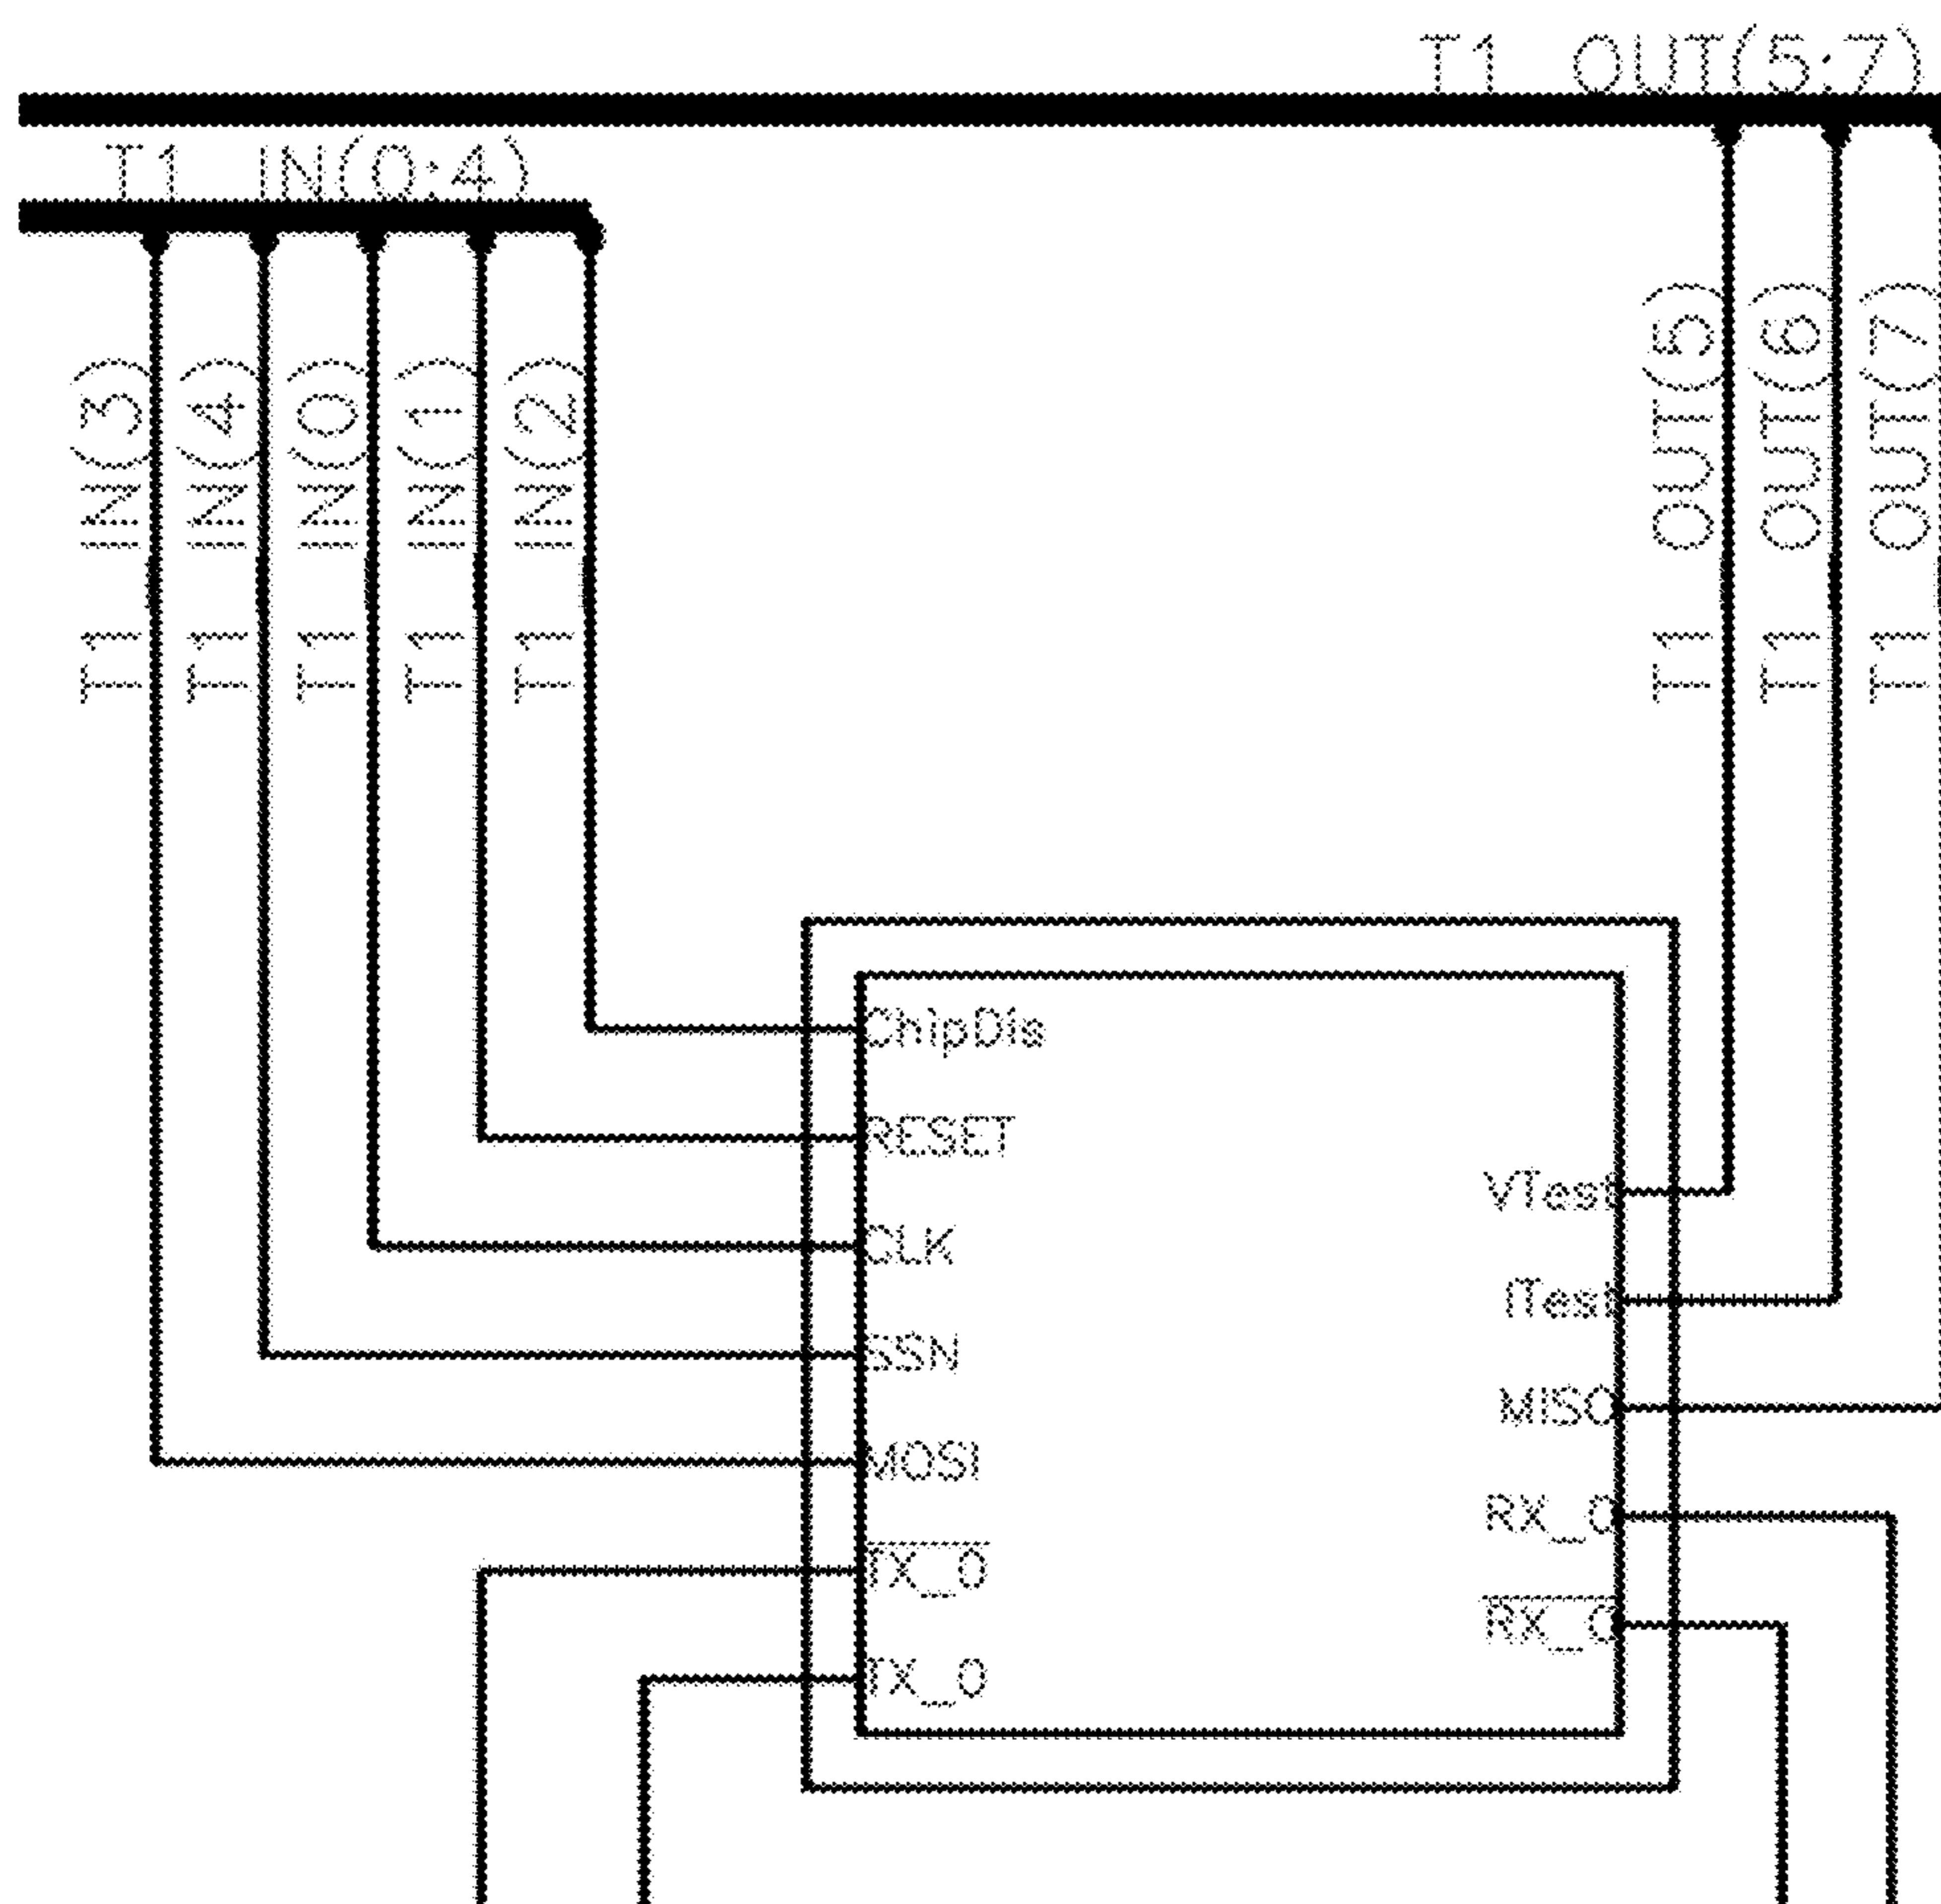 T1_OUT(5:7)
T1_IN(0:4)
T1_IN(3)
T1_IN(4)
T1_IN(0)
T1_IN(1)
T1_IN(2)
T1_OUT(5)
T1_OUT(6)
T1_OUT(7)
ChipDis
RESET
CLK
SSN
MOSI
TX_0
TX_0
VTest
ITest
MISO
RX_0
RX_0